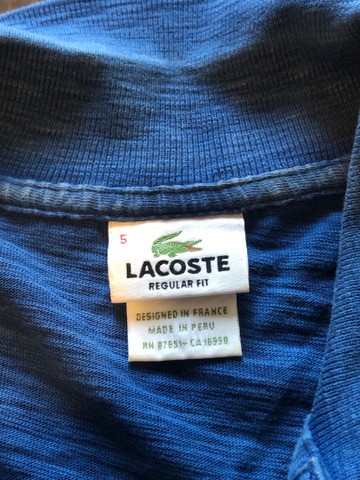 5
LACOSTE
REGULAR FIT
DESIGNED IN FRANCE
MADE IN PERU
RN 87651- CA 16998